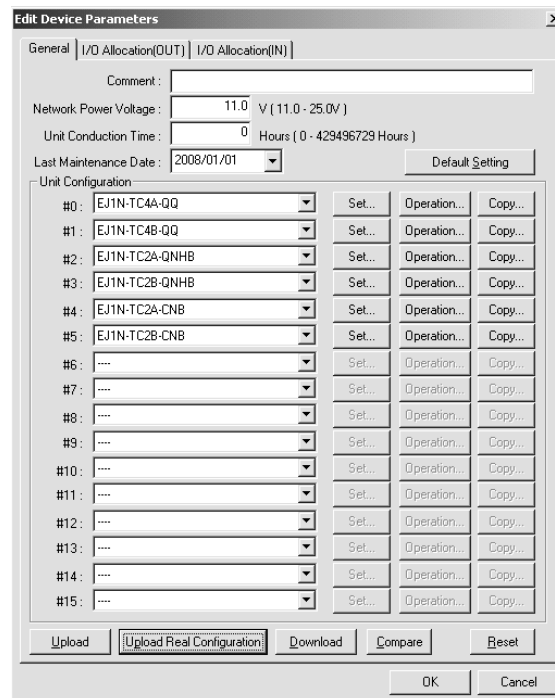 Edit Device Parameters
General I/O Allocation(OUT) I/O Allocation(IN)
Comment :
Network Power Voltage : 11.0 V ( 11.0 - 25.0V )
Unit Conduction Time : 0 Hours ( 0 - 429496729 Hours )
Last Maintenance Date : 2008/01/01 Default Setting
Unit Configuration
#0 : EJ1N-TC4A-QQ Set... Operation... Copy...
#1 : EJ1N-TC4B-QQ Set... Operation... Copy...
#2 : EJ1N-TC2A-QNHB Set... Operation... Copy...
#3 : EJ1N-TC2B-QNHB Set... Operation... Copy...
#4 : EJ1N-TC2A-CNB Set... Operation... Copy...
#5 : EJ1N-TC2B-CNB Set... Operation... Copy...
#6 : ---- Set... Operation... Copy...
#7 : ---- Set... Operation... Copy...
#8 : ---- Set... Operation... Copy...
#9 : ---- Set... Operation... Copy...
#10 : ---- Set... Operation... Copy...
#11 : ---- Set... Operation... Copy...
#12 : ---- Set... Operation... Copy...
#13 : ---- Set... Operation... Copy...
#14 : ---- Set... Operation... Copy...
#15 : ---- Set... Operation... Copy...
Upload Upload Real Configuration Download Compare Reset
OK Cancel